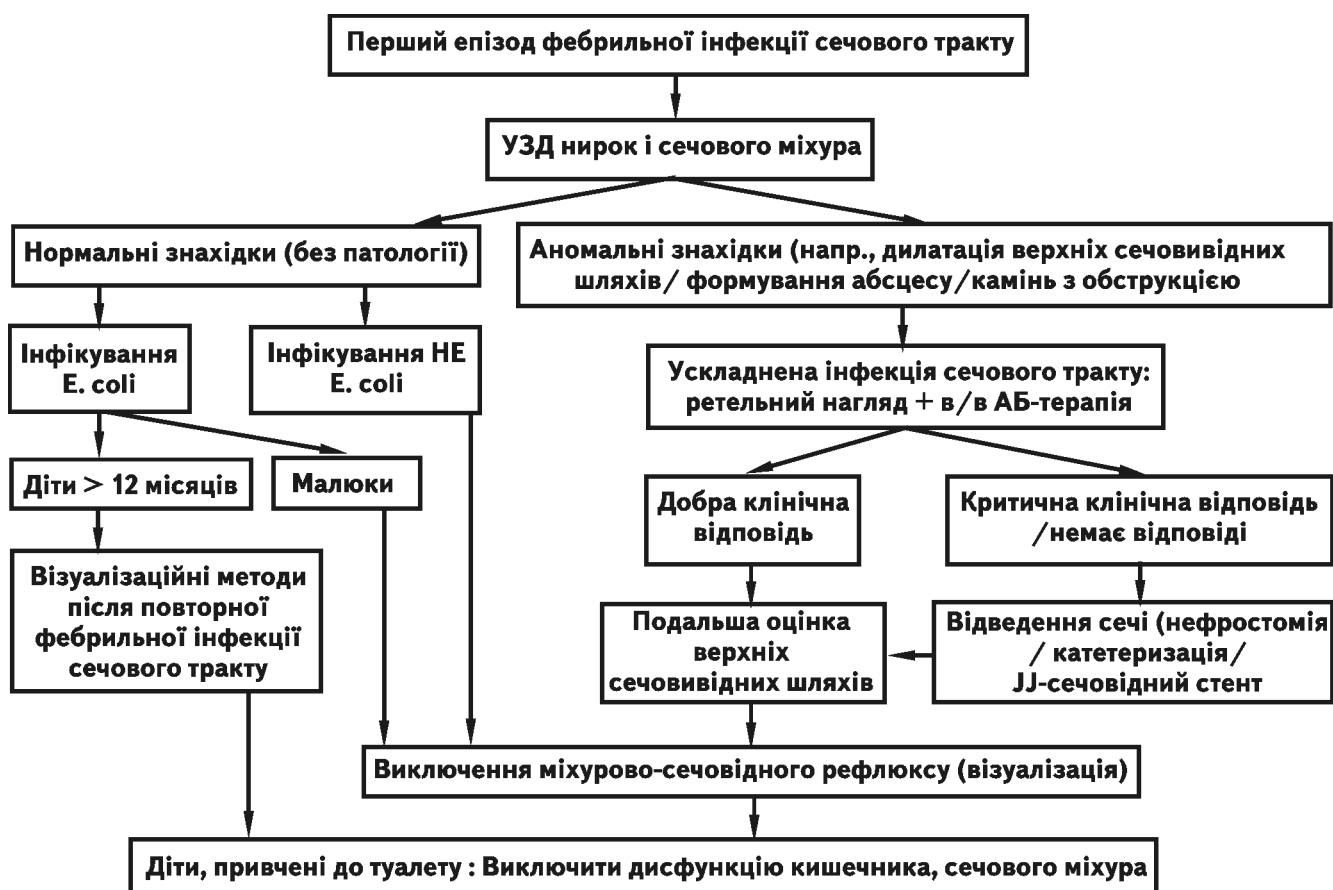 Перший епізод фебрильної інфекції сечового тракту
УЗД нирок і сечового міхура
Нормальні знахідки (без патології)
Аномальні знахідки (напр., дилатація верхніх сечовивідних
шляхів/ формування абсцесу/камінь з обструкцією
Інфікування
E. coli
Інфікування НЕ
E. coli
Ускладнена інфекція сечового тракту:
ретельний нагляд + в/в АБ-терапія
Діти > 12 місяців
Малюки
Добра клінічна
відповідь
Критична клінічна відповідь
/немає відповіді
Візуалізаційні методи
після повторної
фебрильної інфекції
сечового тракту
Подальша оцінка
верхніх
сечовивідних шляхів
Відведення сечі (нефростомія
/ катетеризація/
JJ-сечовідний стент
Виключення міхурово-сечовідного рефлюксу (візуалізація)
Діти, привчені до туалету : Виключити дисфункцію кишечника, сечового міхура